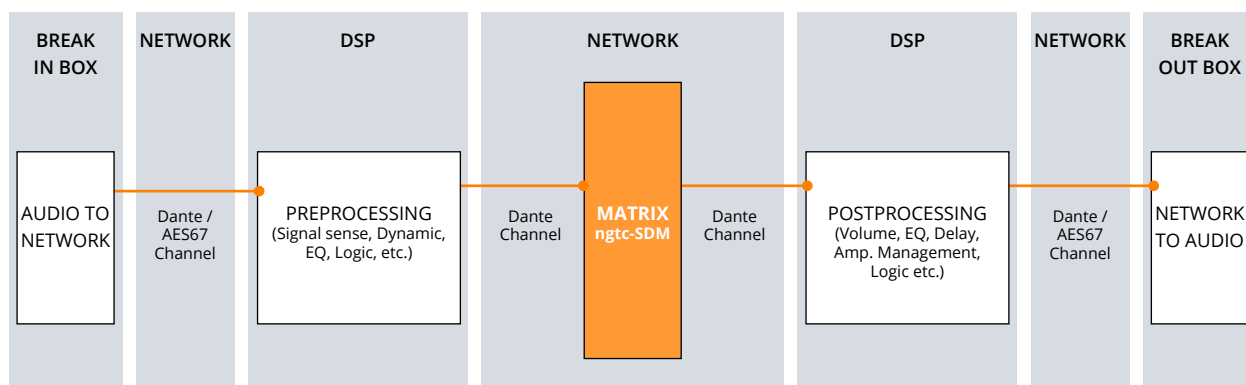 BREAK
IN BOX
NETWORK
DSP
NETWORK
DSP
NETWORK
BREAK
OUT BOX
AUDIO TO
NETWORK
Dante /
AES67
Channel
PREPROCESSING
(Signal sense, Dynamic,
EQ, Logic, etc.)
Dante
Channel
MATRIX
ngtc-SDM
Dante
Channel
POSTPROCESSING
(Volume, EQ, Delay,
Amp. Management,
Logic etc.)
Dante /
AES67
Channel
NETWORK
TO AUDIO